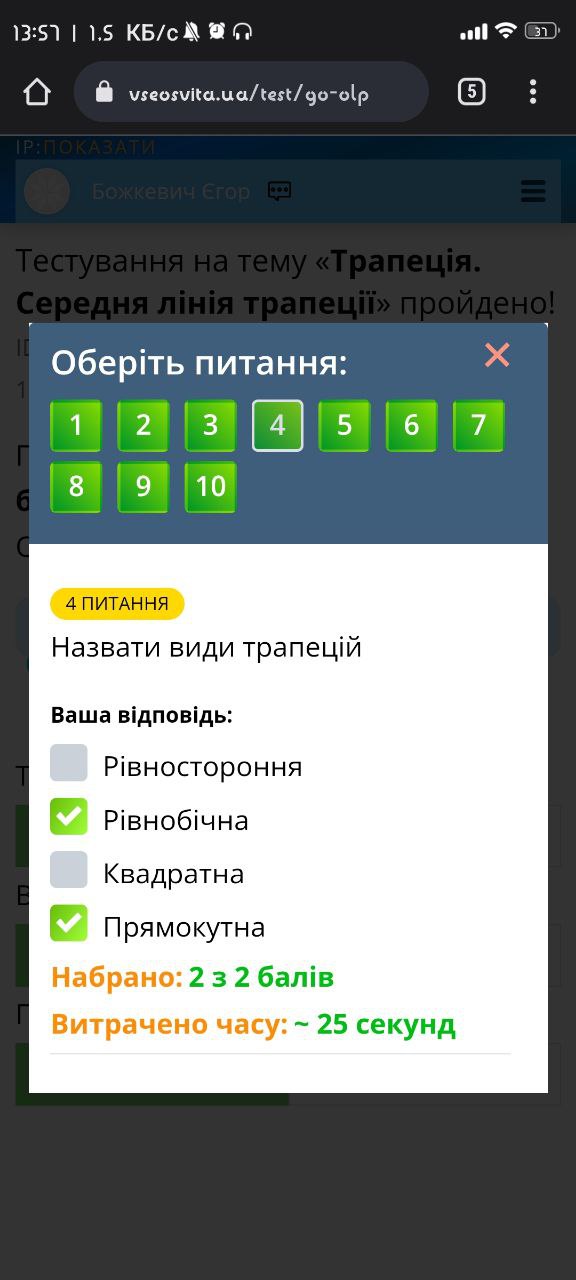 13:57 | 1,5 КБ/с
37
vseosvita.ua/test/go-olp
5
IP:ПОКАЗАТИ
Божкевич Єгор
Тестування на тему «Трапеція.
Середня лінія трапеції» пройдено!
Оберіть питання:
1 2 3 4 5 6 7
8 9 10
4 ПИТАННЯ
Назвати види трапецій
Ваша відповідь:
Рівностороння
Рівнобічна
Квадратна
Прямокутна
Набрано: 2 з 2 балів
Витрачено часу: ~ 25 секунд